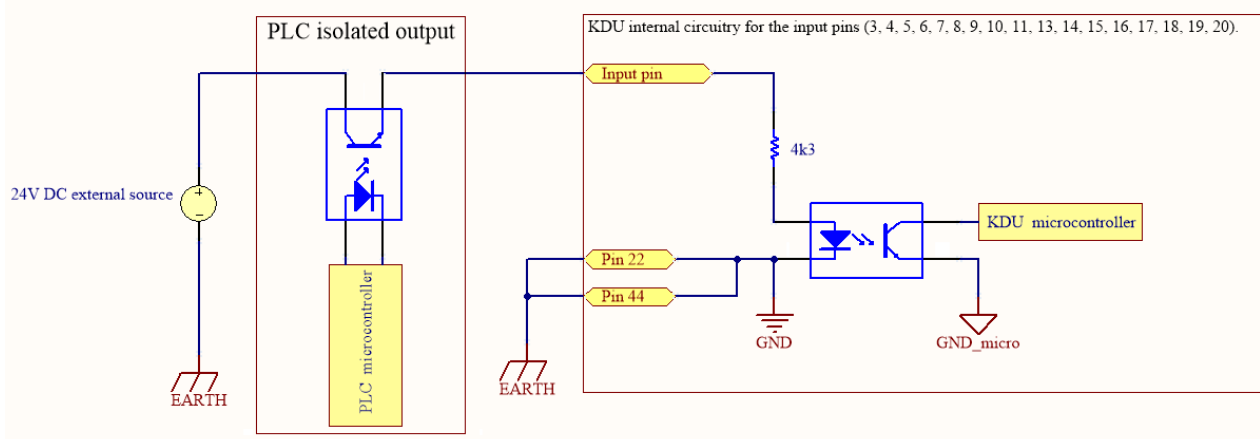 PLC isolated output
KDU internal circuitry for the input pins (3, 4, 5, 6, 7, 8, 9, 10, 11, 13, 14, 15, 16, 17, 18, 19, 20).
Input pin
4k3
24V DC external source
+
−
KDU microcontroller
Pin 22
Pin 44
PLC microcontroller
GND
GND_micro
EARTH
EARTH